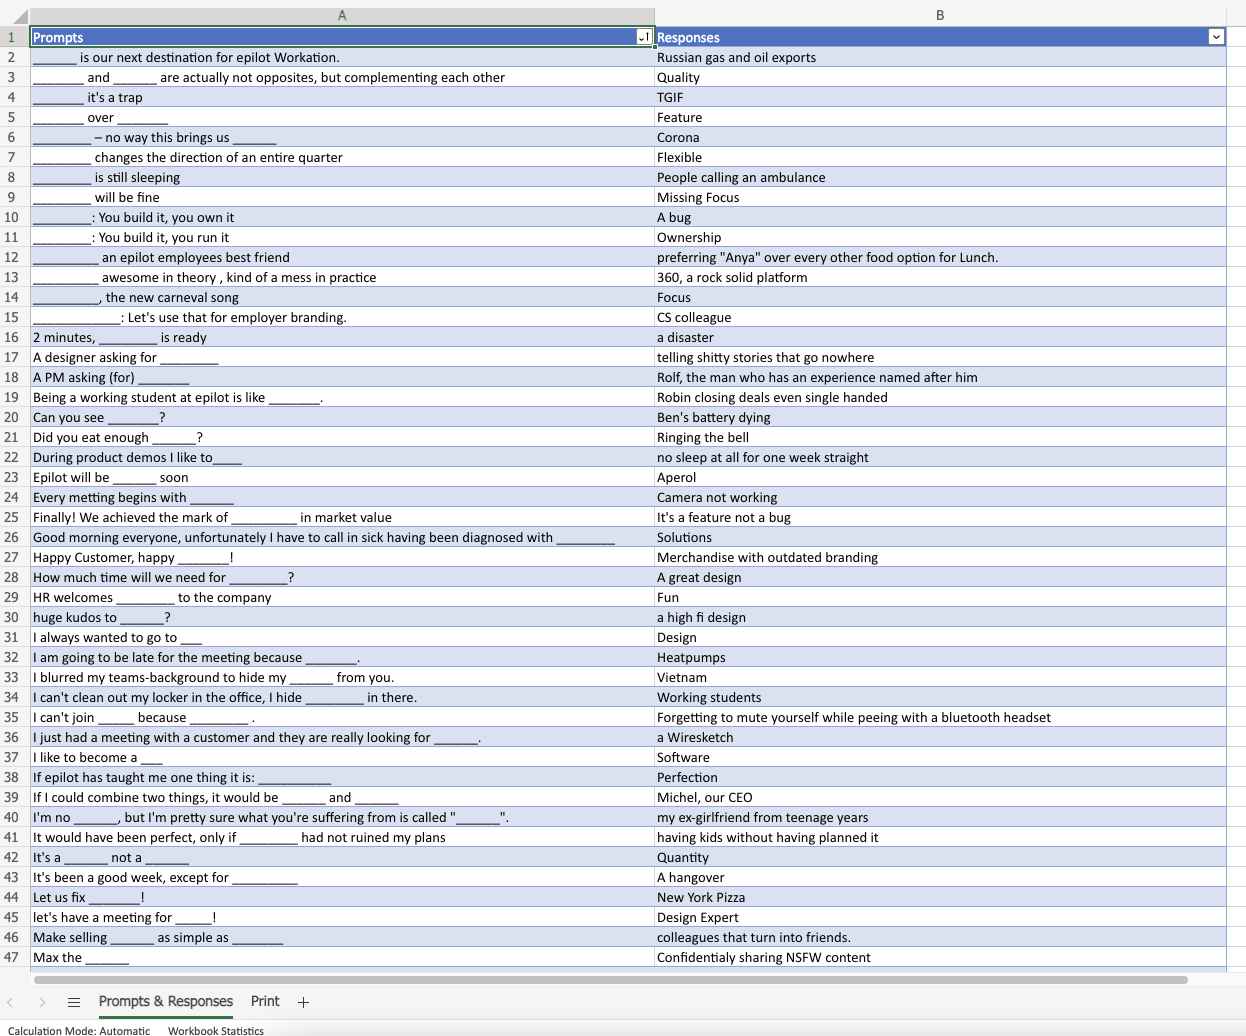 A B
1 Prompts Responses
2 ______ is our next destination for epilot Workation. Russian gas and oil exports
3 _______ and ______ are actually not opposites, but complementing each other Quality
4 _______ it's a trap TGIF
5 _______ over _______ Feature
6 ________ – no way this brings us ______ Corona
7 ________ changes the direction of an entire quarter Flexible
8 ________ is still sleeping People calling an ambulance
9 ________ will be fine Missing Focus
10 ________: You build it, you own it A bug
11 ________: You build it, you run it Ownership
12 _________ an epilot employees best friend preferring "Anya" over every other food option for Lunch.
13 _________ awesome in theory , kind of a mess in practice 360, a rock solid platform
14 _________, the new carneval song Focus
15 ____________: Let's use that for employer branding. CS colleague
16 2 minutes, ________ is ready a disaster
17 A designer asking for ________ telling shitty stories that go nowhere
18 A PM asking (for) _______ Rolf, the man who has an experience named after him
19 Being a working student at epilot is like _______. Robin closing deals even single handed
20 Can you see _______? Ben's battery dying
21 Did you eat enough ______? Ringing the bell
22 During product demos I like to____ no sleep at all for one week straight
23 Epilot will be ______ soon Aperol
24 Every metting begins with ______ Camera not working
25 Finally! We achieved the mark of _________ in market value It's a feature not a bug
26 Good morning everyone, unfortunately I have to call in sick having been diagnosed with ________ Solutions
27 Happy Customer, happy _______! Merchandise with outdated branding
28 How much time will we need for ________? A great design
29 HR welcomes ________ to the company Fun
30 huge kudos to ______? a high fi design
31 I always wanted to go to ___ Design
32 I am going to be late for the meeting because _______. Heatpumps
33 I blurred my teams-background to hide my ______ from you. Vietnam
34 I can't clean out my locker in the office, I hide ________ in there. Working students
35 I can't join _____ because ________ . Forgetting to mute yourself while peeing with a bluetooth headset
36 I just had a meeting with a customer and they are really looking for ______. a Wiresketch
37 I like to become a ___ Software
38 If epilot has taught me one thing it is: __________ Perfection
39 If I could combine two things, it would be ______ and ______ Michel, our CEO
40 I'm no ______, but I'm pretty sure what you're suffering from is called "______". my ex-girlfriend from teenage years
41 It would have been perfect, only if ________ had not ruined my plans having kids without having planned it
42 It's a ______ not a ______ Quantity
43 It's been a good week, except for _________ A hangover
44 Let us fix _______! New York Pizza
45 let's have a meeting for _____! Design Expert
46 Make selling ______ as simple as _______ colleagues that turn into friends.
47 Max the ______ Confidentialy sharing NSFW content
Prompts & Responses Print
Calculation Mode: Automatic Workbook Statistics